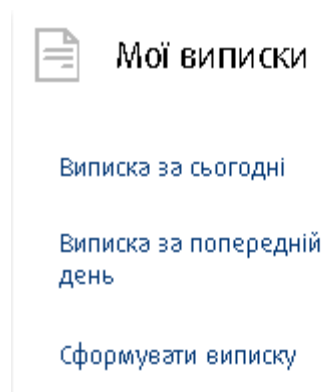 Мої виписки
Виписка за сьогодні
Виписка за попередній
день
Сформувати виписку